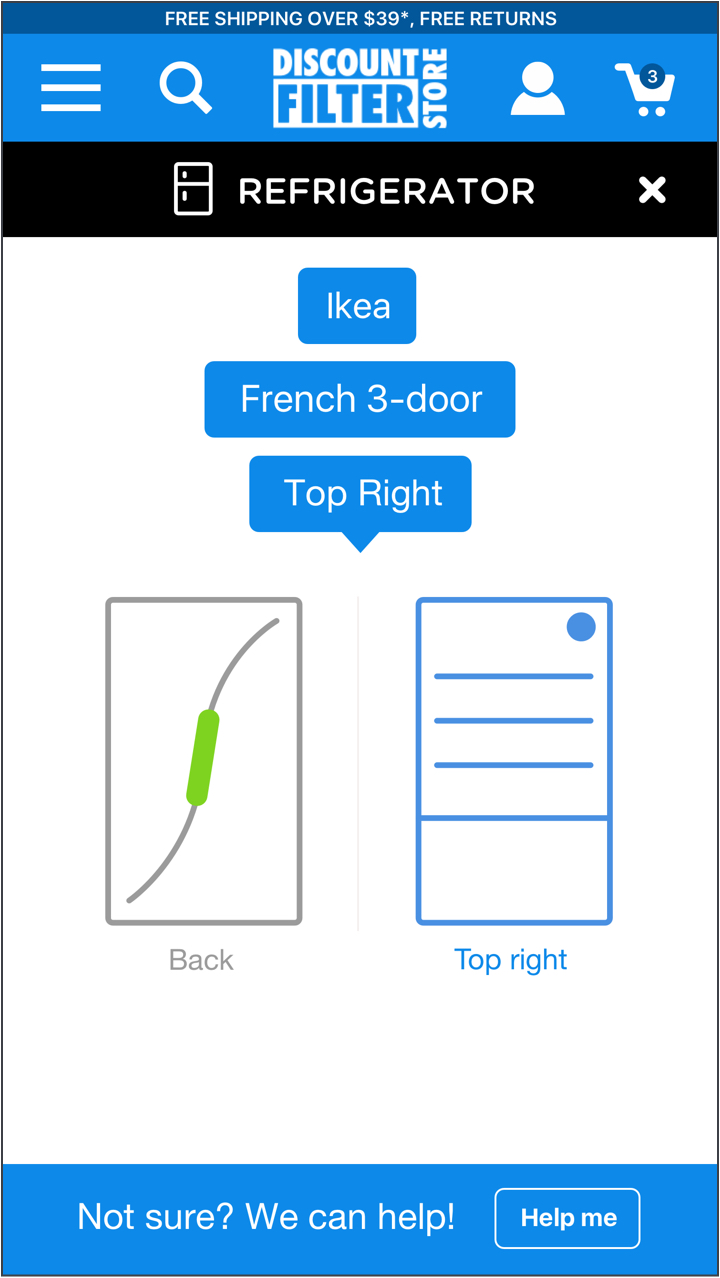 FREE SHIPPING OVER $39*, FREE RETURNS
DISCOUNT
FILTER
STORE
3
REFRIGERATOR
Ikea
French 3-door
Top Right
Back
Top right
Not sure? We can help!
Help me